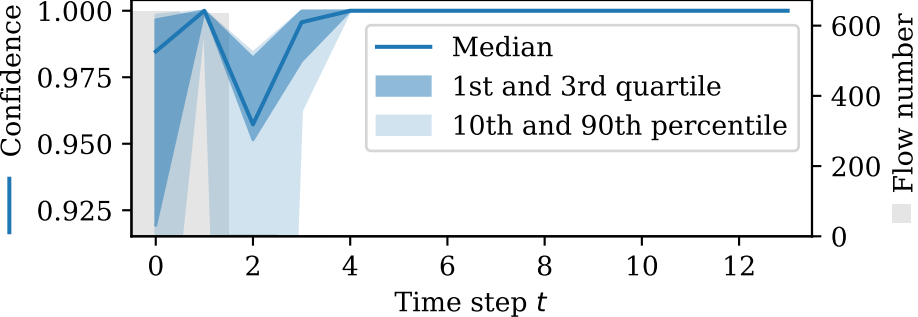 Confidence
1.000
0.975
0.950
0.925
Median
1st and 3rd quartile
10th and 90th percentile
600
400
200
0
Flow number
0 2 4 6 8 10 12
Time step t